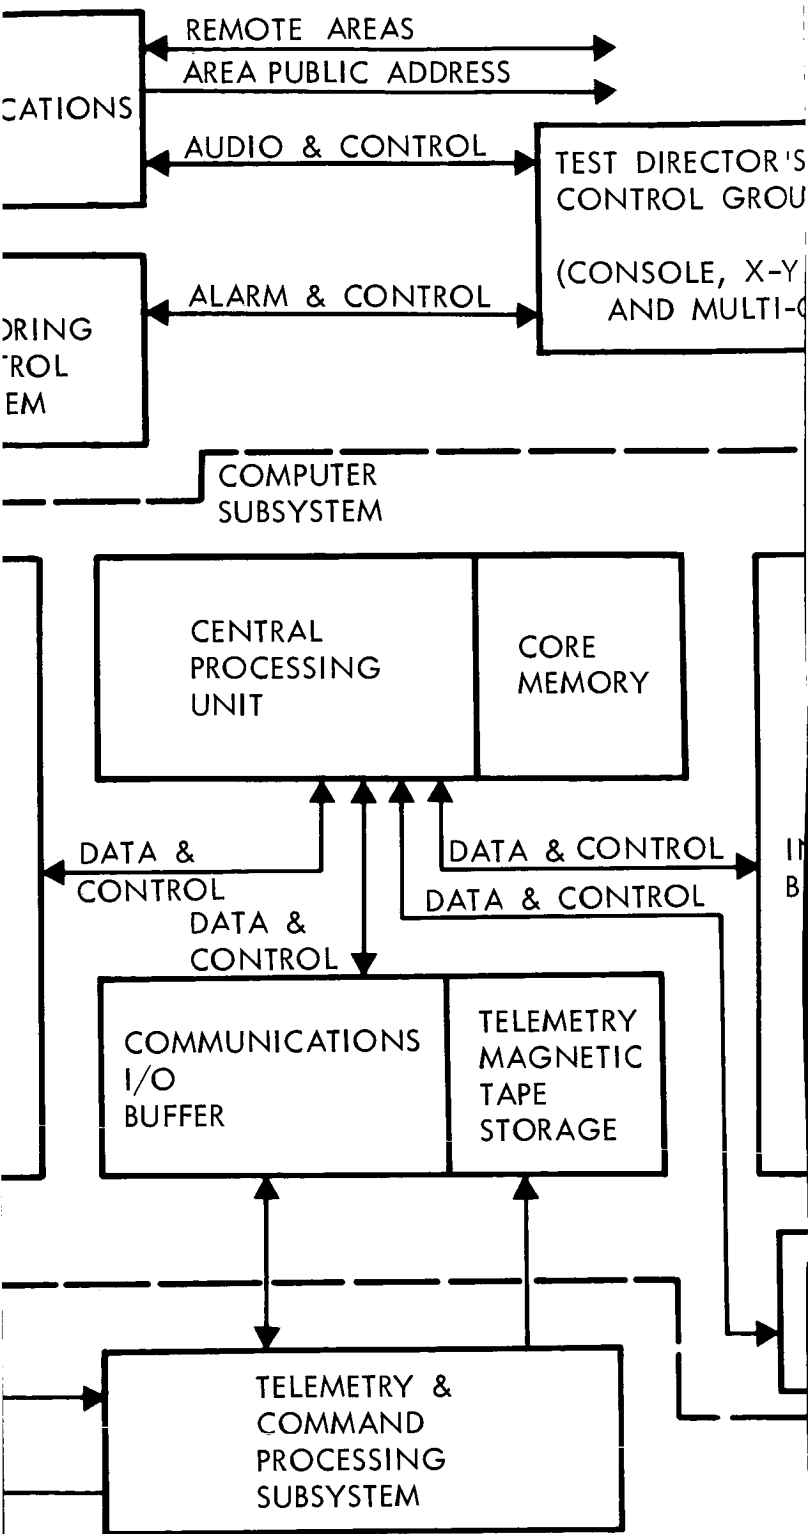 REMOTE AREAS
AREA PUBLIC ADDRESS
CATIONS
AUDIO & CONTROL
TEST DIRECTOR'S
CONTROL GROU
(CONSOLE, X-Y
AND MULTI-
ALARM & CONTROL
ORING
TROL
EM
COMPUTER
SUBSYSTEM
CENTRAL
PROCESSING
UNIT
CORE
MEMORY
DATA &
CONTROL
DATA & CONTROL
DATA & CONTROL
DATA &
CONTROL
B
COMMUNICATIONS
I/O
BUFFER
TELEMETRY
MAGNETIC
TAPE
STORAGE
TELEMETRY &
COMMAND
PROCESSING
SUBSYSTEM